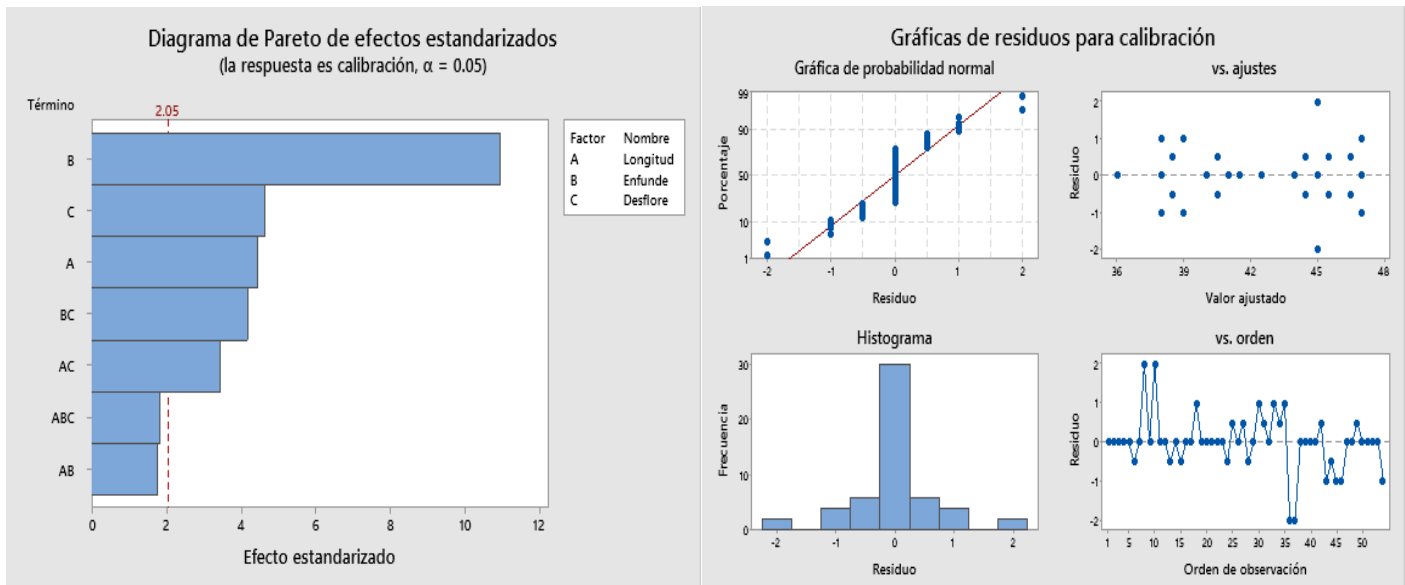 Diagrama de Pareto de efectos estandarizados
(la respuesta es calibración, α = 0.05)
Término
2.05
B
C
A
BC
AC
ABC
AB
0 2 4 6 8 10 12
Efecto estandarizado
Factor Nombre
A Longitud
B Enfunde
C Desflore
Gráficas de residuos para calibración
Gráfica de probabilidad normal
99
90
50
10
1
Porcentaje
-2 -1 0 1 2
Residuo
vs. ajustes
2
1
0
-1
-2
Residuo
36 39 42 45 48
Valor ajustado
Histograma
30
20
10
0
Frecuencia
-2 -1 0 1 2
Residuo
vs. orden
2
1
0
-1
-2
Residuo
1 5 10 15 20 25 30 35 40 45 50
Orden de observación